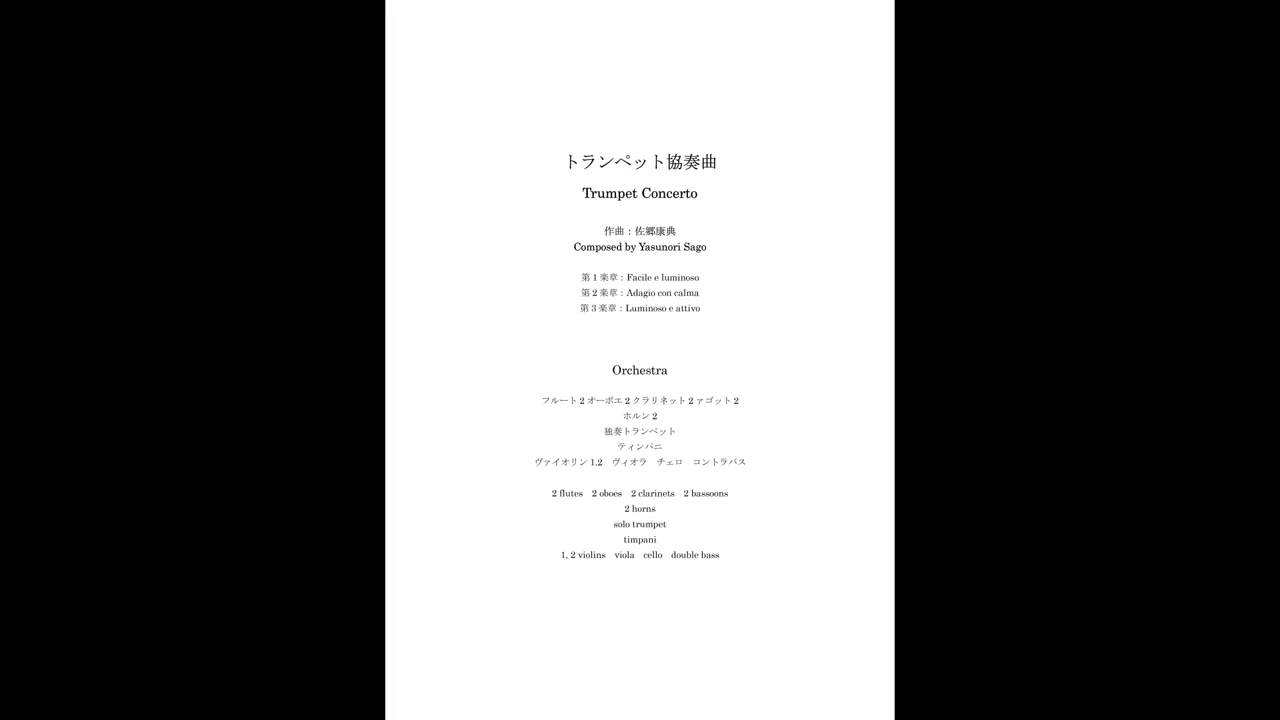 トランペット協奏曲
Trumpet Concerto
作曲：佐郷康典
Composed by Yasunori Sago
第 1 楽章：Facile e luminoso
第 2 楽章：Adagio con calma
第 3 楽章：Luminoso e attivo
Orchestra
フルート 2 オーボエ 2 クラリネット 2 ァゴット 2
ホルン 2
独奏トランペット
ティンパニ
ヴァイオリン 1.2　ヴィオラ　チェロ　コントラバス
2 flutes　2 oboes　2 clarinets　2 bassoons
2 horns
solo trumpet
timpani
1, 2 violins　viola　cello　double bass